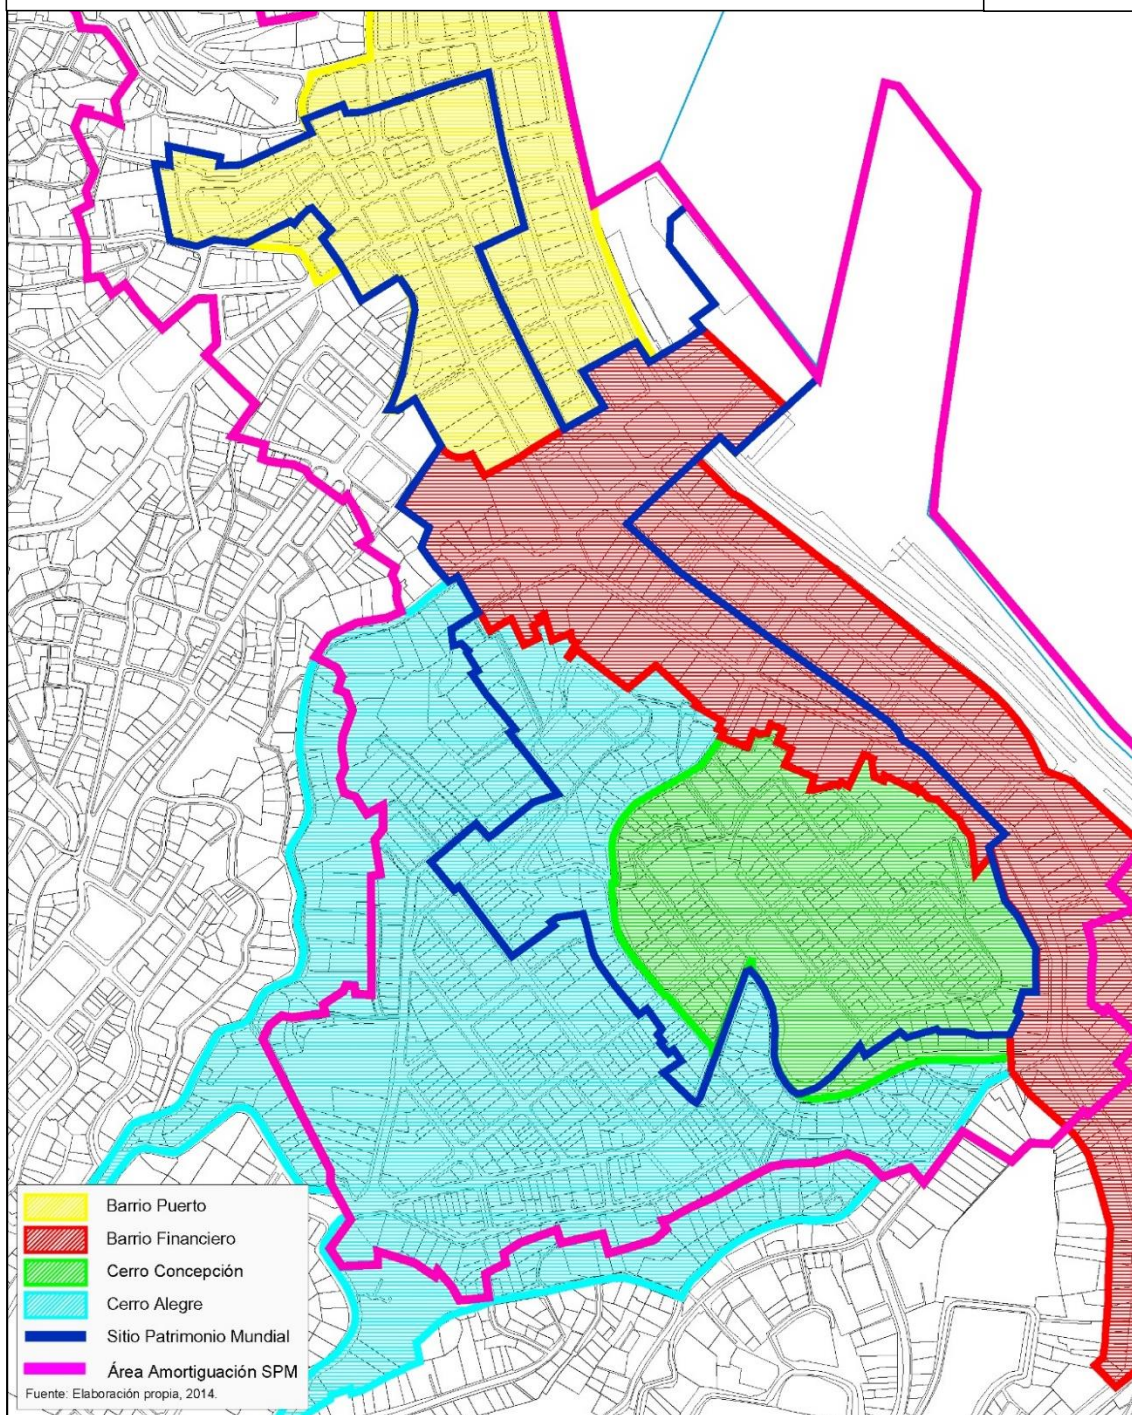 Barrio Puerto
Barrio Financiero
Cerro Concepción
Cerro Alegre
Sitio Patrimonio Mundial
Área Amortiguación SPM
Fuente: Elaboración propia, 2014.